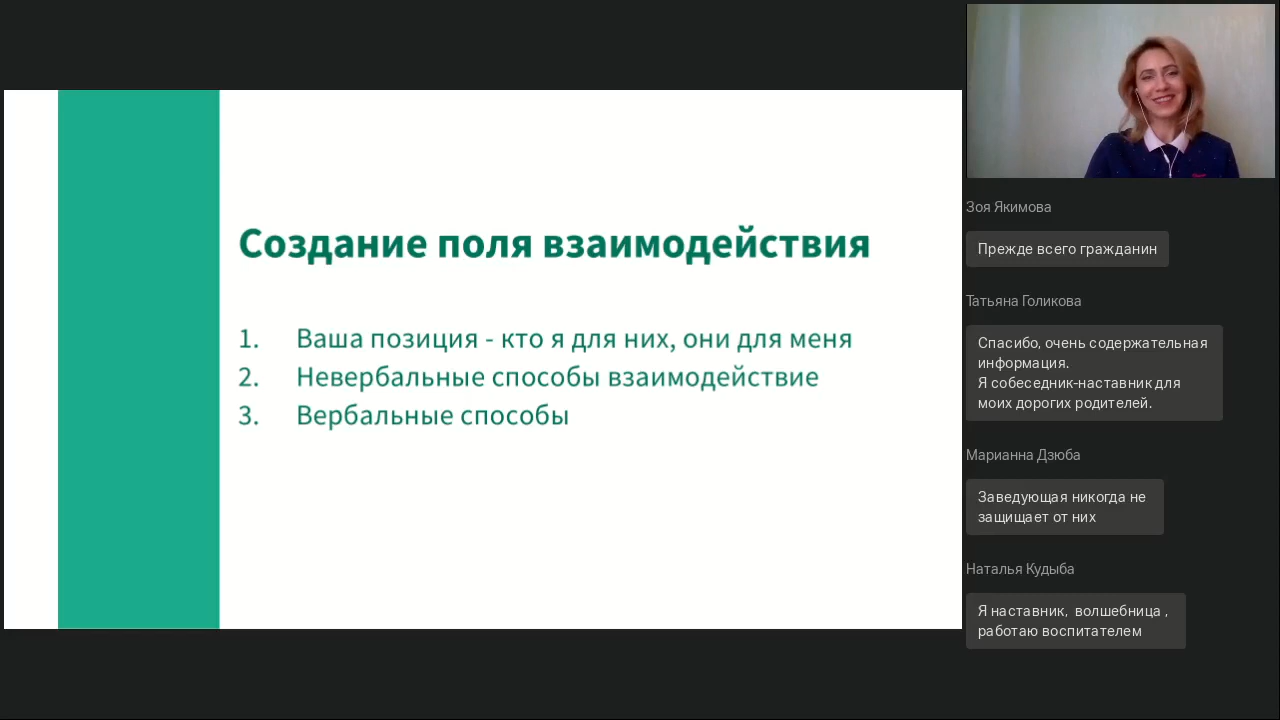 Создание поля взаимодействия
1. Ваша позиция - кто я для них, они для меня
2. Невербальные способы взаимодействие
3. Вербальные способы
Зоя Якимова
Прежде всего гражданин
Татьяна Голикова
Спасибо, очень содержательная
информация.
Я собеседник-наставник для
моих дорогих родителей.
Марианна Дзюба
Заведующая никогда не
защищает от них
Наталья Кудыба
Я наставник, волшебница ,
работаю воспитателем